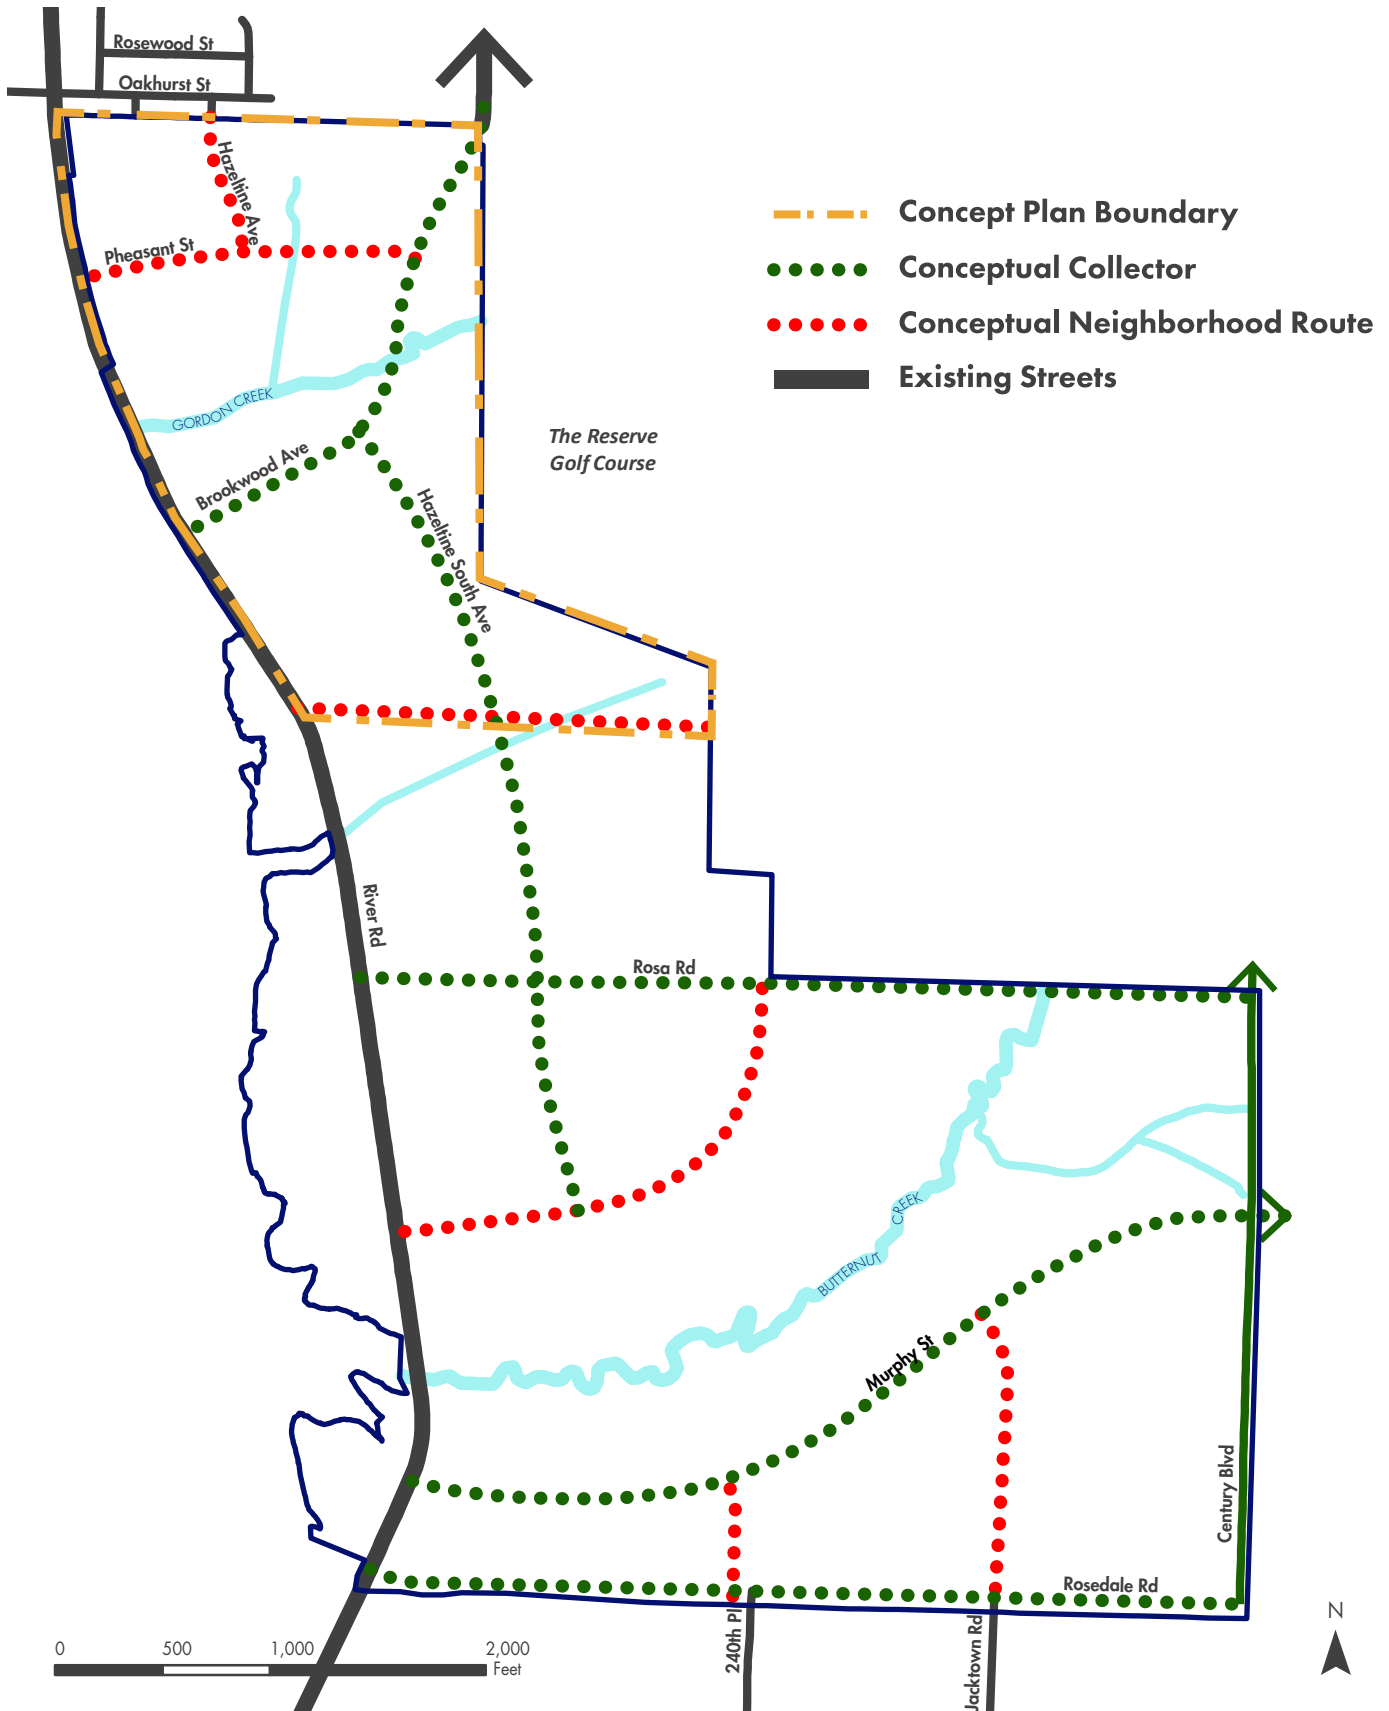 Rosewood St
Oakhurst St
Hazeltine Ave
Pheasant St
Concept Plan Boundary
Conceptual Collector
Conceptual Neighborhood Route
Existing Streets
GORDON CREEK
The Reserve
Golf Course
Brookwood Ave
Hazeltine South Ave
River Rd
Rosa Rd
BUTTERNUT CREEK
Murphy St
Century Blvd
Rosedale Rd
240th Pl
Jacktown Rd
N
0 500 1,000 2,000
Feet